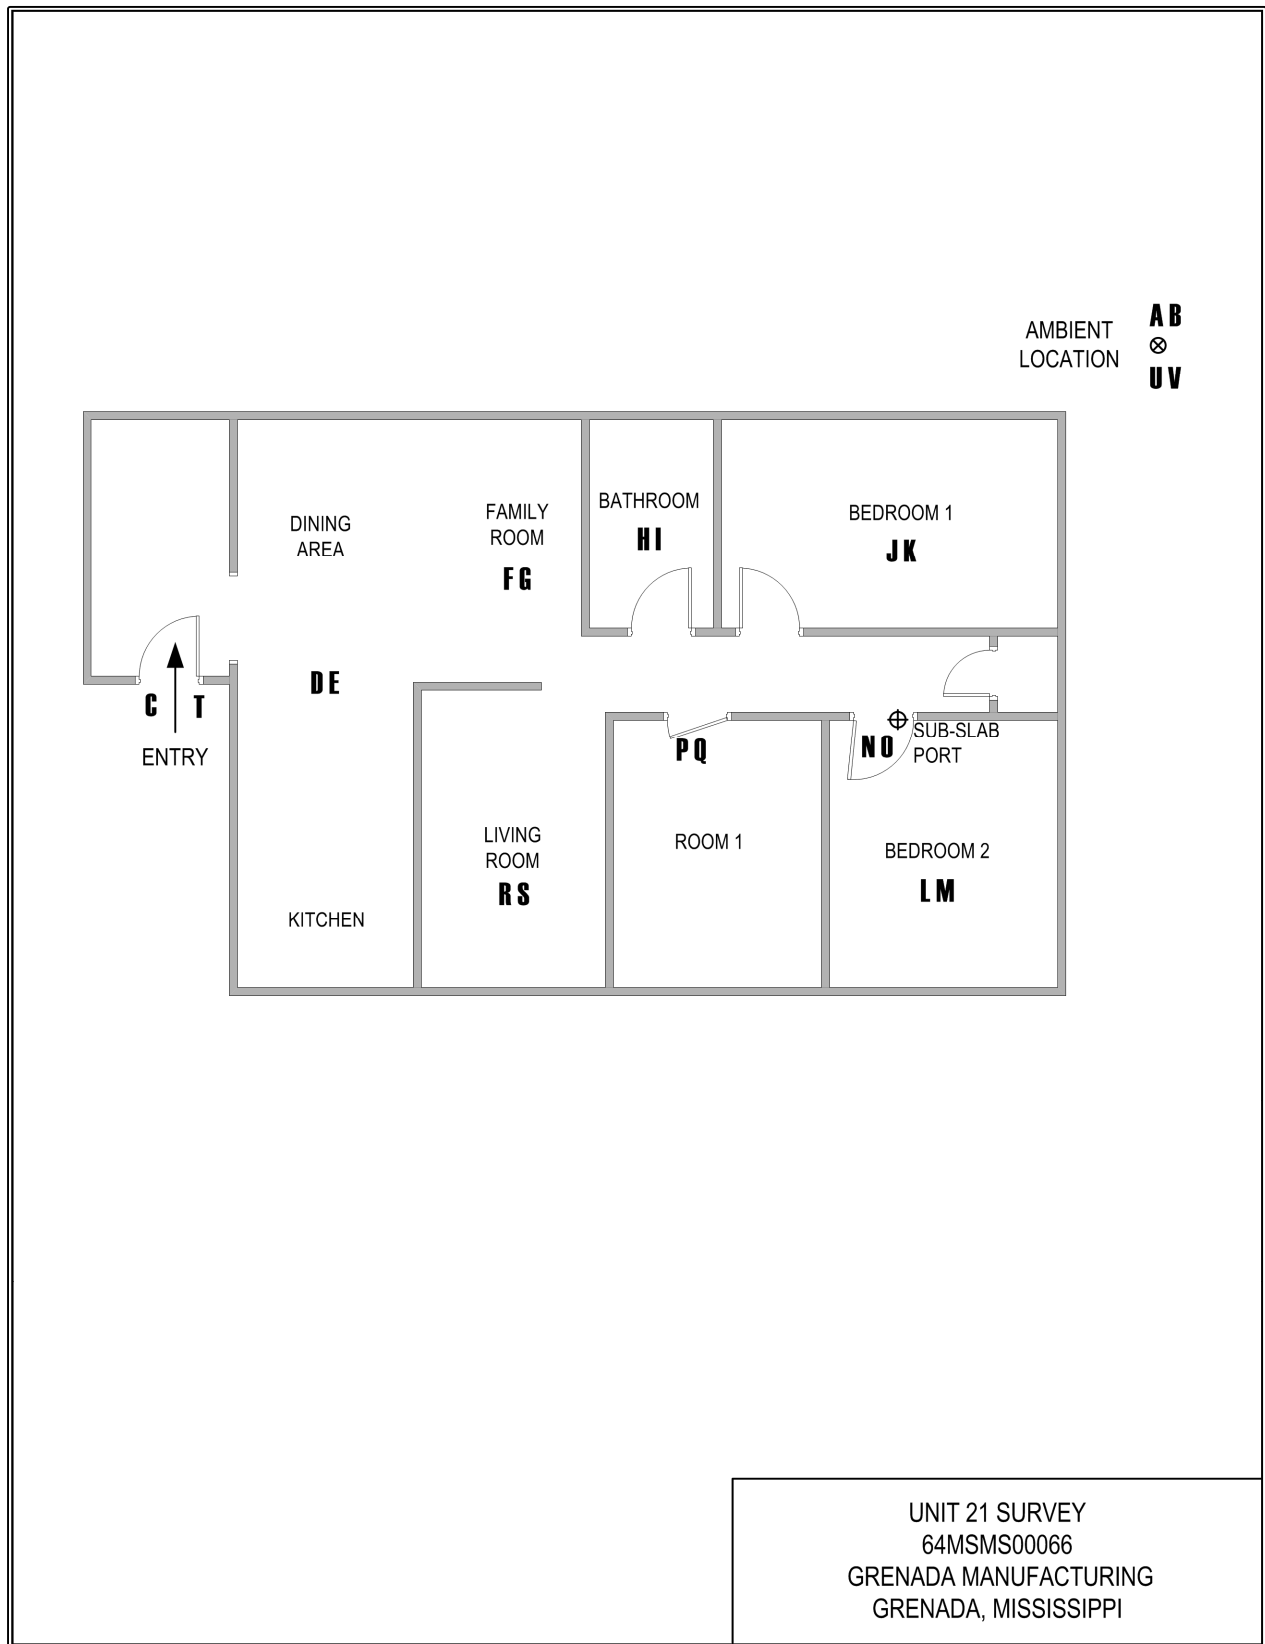 AMBIENT
LOCATION
A B
U V
DINING
AREA
FAMILY
ROOM
F G
BATHROOM
H I
BEDROOM 1
J K
D E
C
T
ENTRY
P Q
N O
SUB-SLAB
PORT
LIVING
ROOM
R S
ROOM 1
BEDROOM 2
L M
KITCHEN
UNIT 21 SURVEY
64MSMS00066
GRENADA MANUFACTURING
GRENADA, MISSISSIPPI